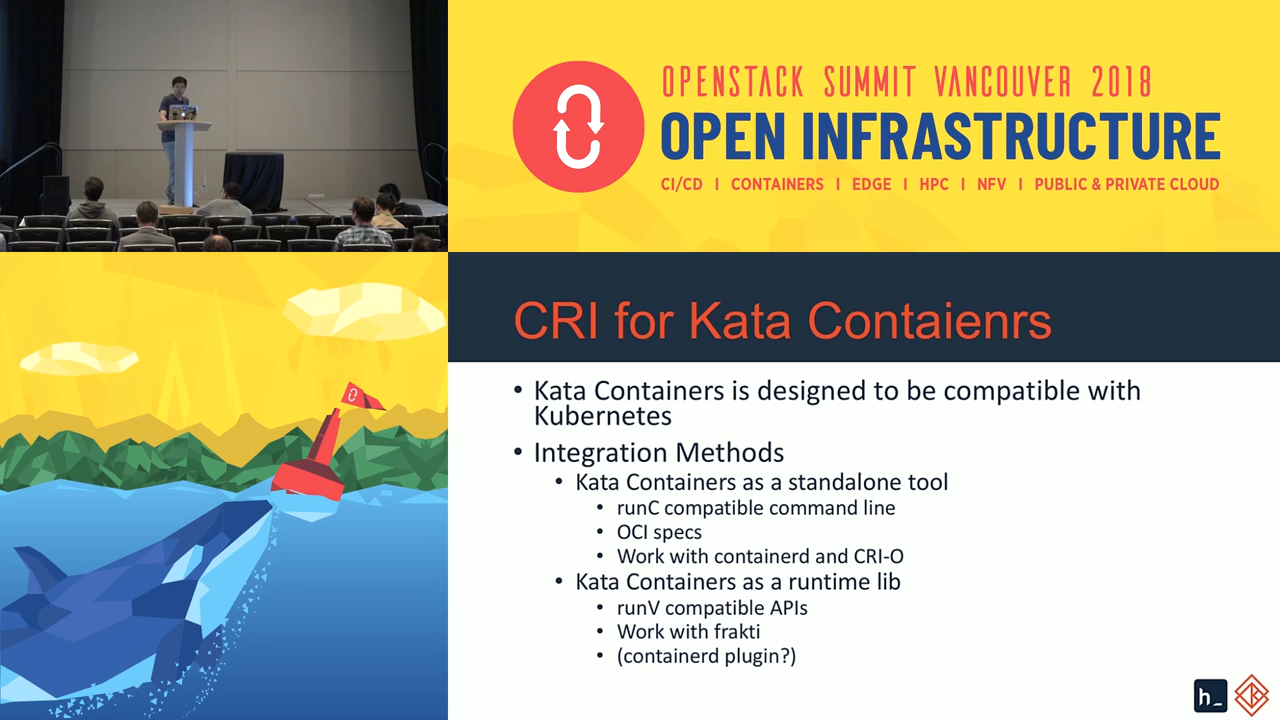 OPENSTACK SUMMIT VANCOUVER 2018
OPEN INFRASTRUCTURE
CI/CD | CONTAINERS | EDGE | HPC | NFV | PUBLIC & PRIVATE CLOUD
CRI for Kata Contaienrs
• Kata Containers is designed to be compatible with
Kubernetes
• Integration Methods
• Kata Containers as a standalone tool
• runC compatible command line
• OCI specs
• Work with containerd and CRI-O
• Kata Containers as a runtime lib
• runV compatible APIs
• Work with frakti
• (containerd plugin?)
h_